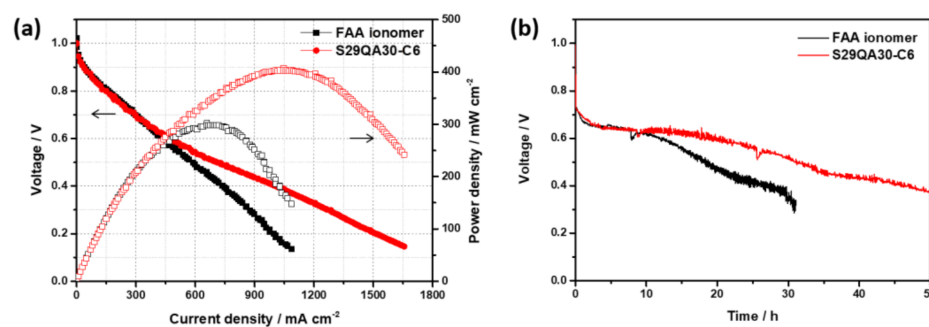 (a)
FAA ionomer
S29QA30-C6
1.0
0.8
0.6
0.4
0.2
0.0
Voltage / V
500
400
300
200
100
0
Power density / mW cm⁻²
0 300 600 900 1200 1500 1800
Current density / mA cm⁻²
(b)
FAA ionomer
S29QA30-C6
1.0
0.8
0.6
0.4
0.2
0.0
Voltage / V
0 10 20 30 40 50
Time / h